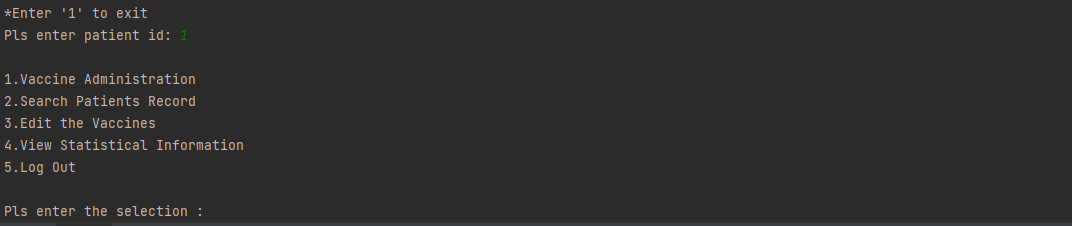 *Enter '1' to exit
Pls enter patient id: 1
1.Vaccine Administration
2.Search Patients Record
3.Edit the Vaccines
4.View Statistical Information
5.Log Out
Pls enter the selection :